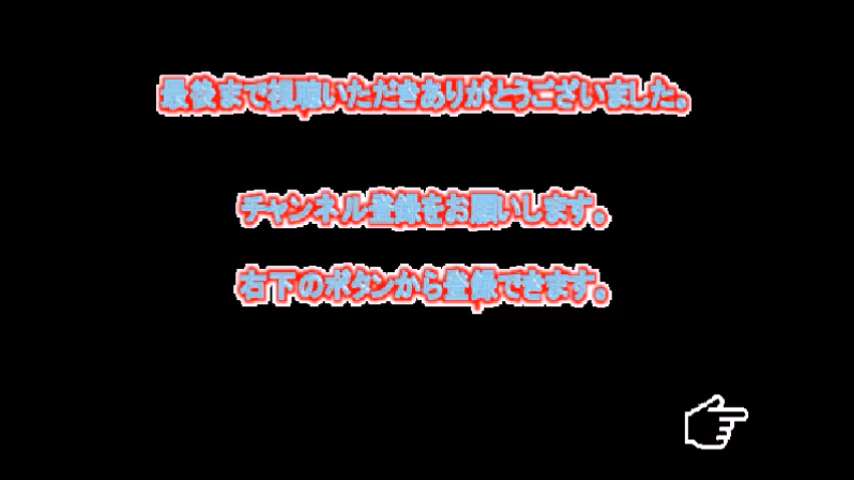 最後まで視聴いただきありがとうございました。
チャンネル登録をお願いします。
右下のボタンから登録できます。